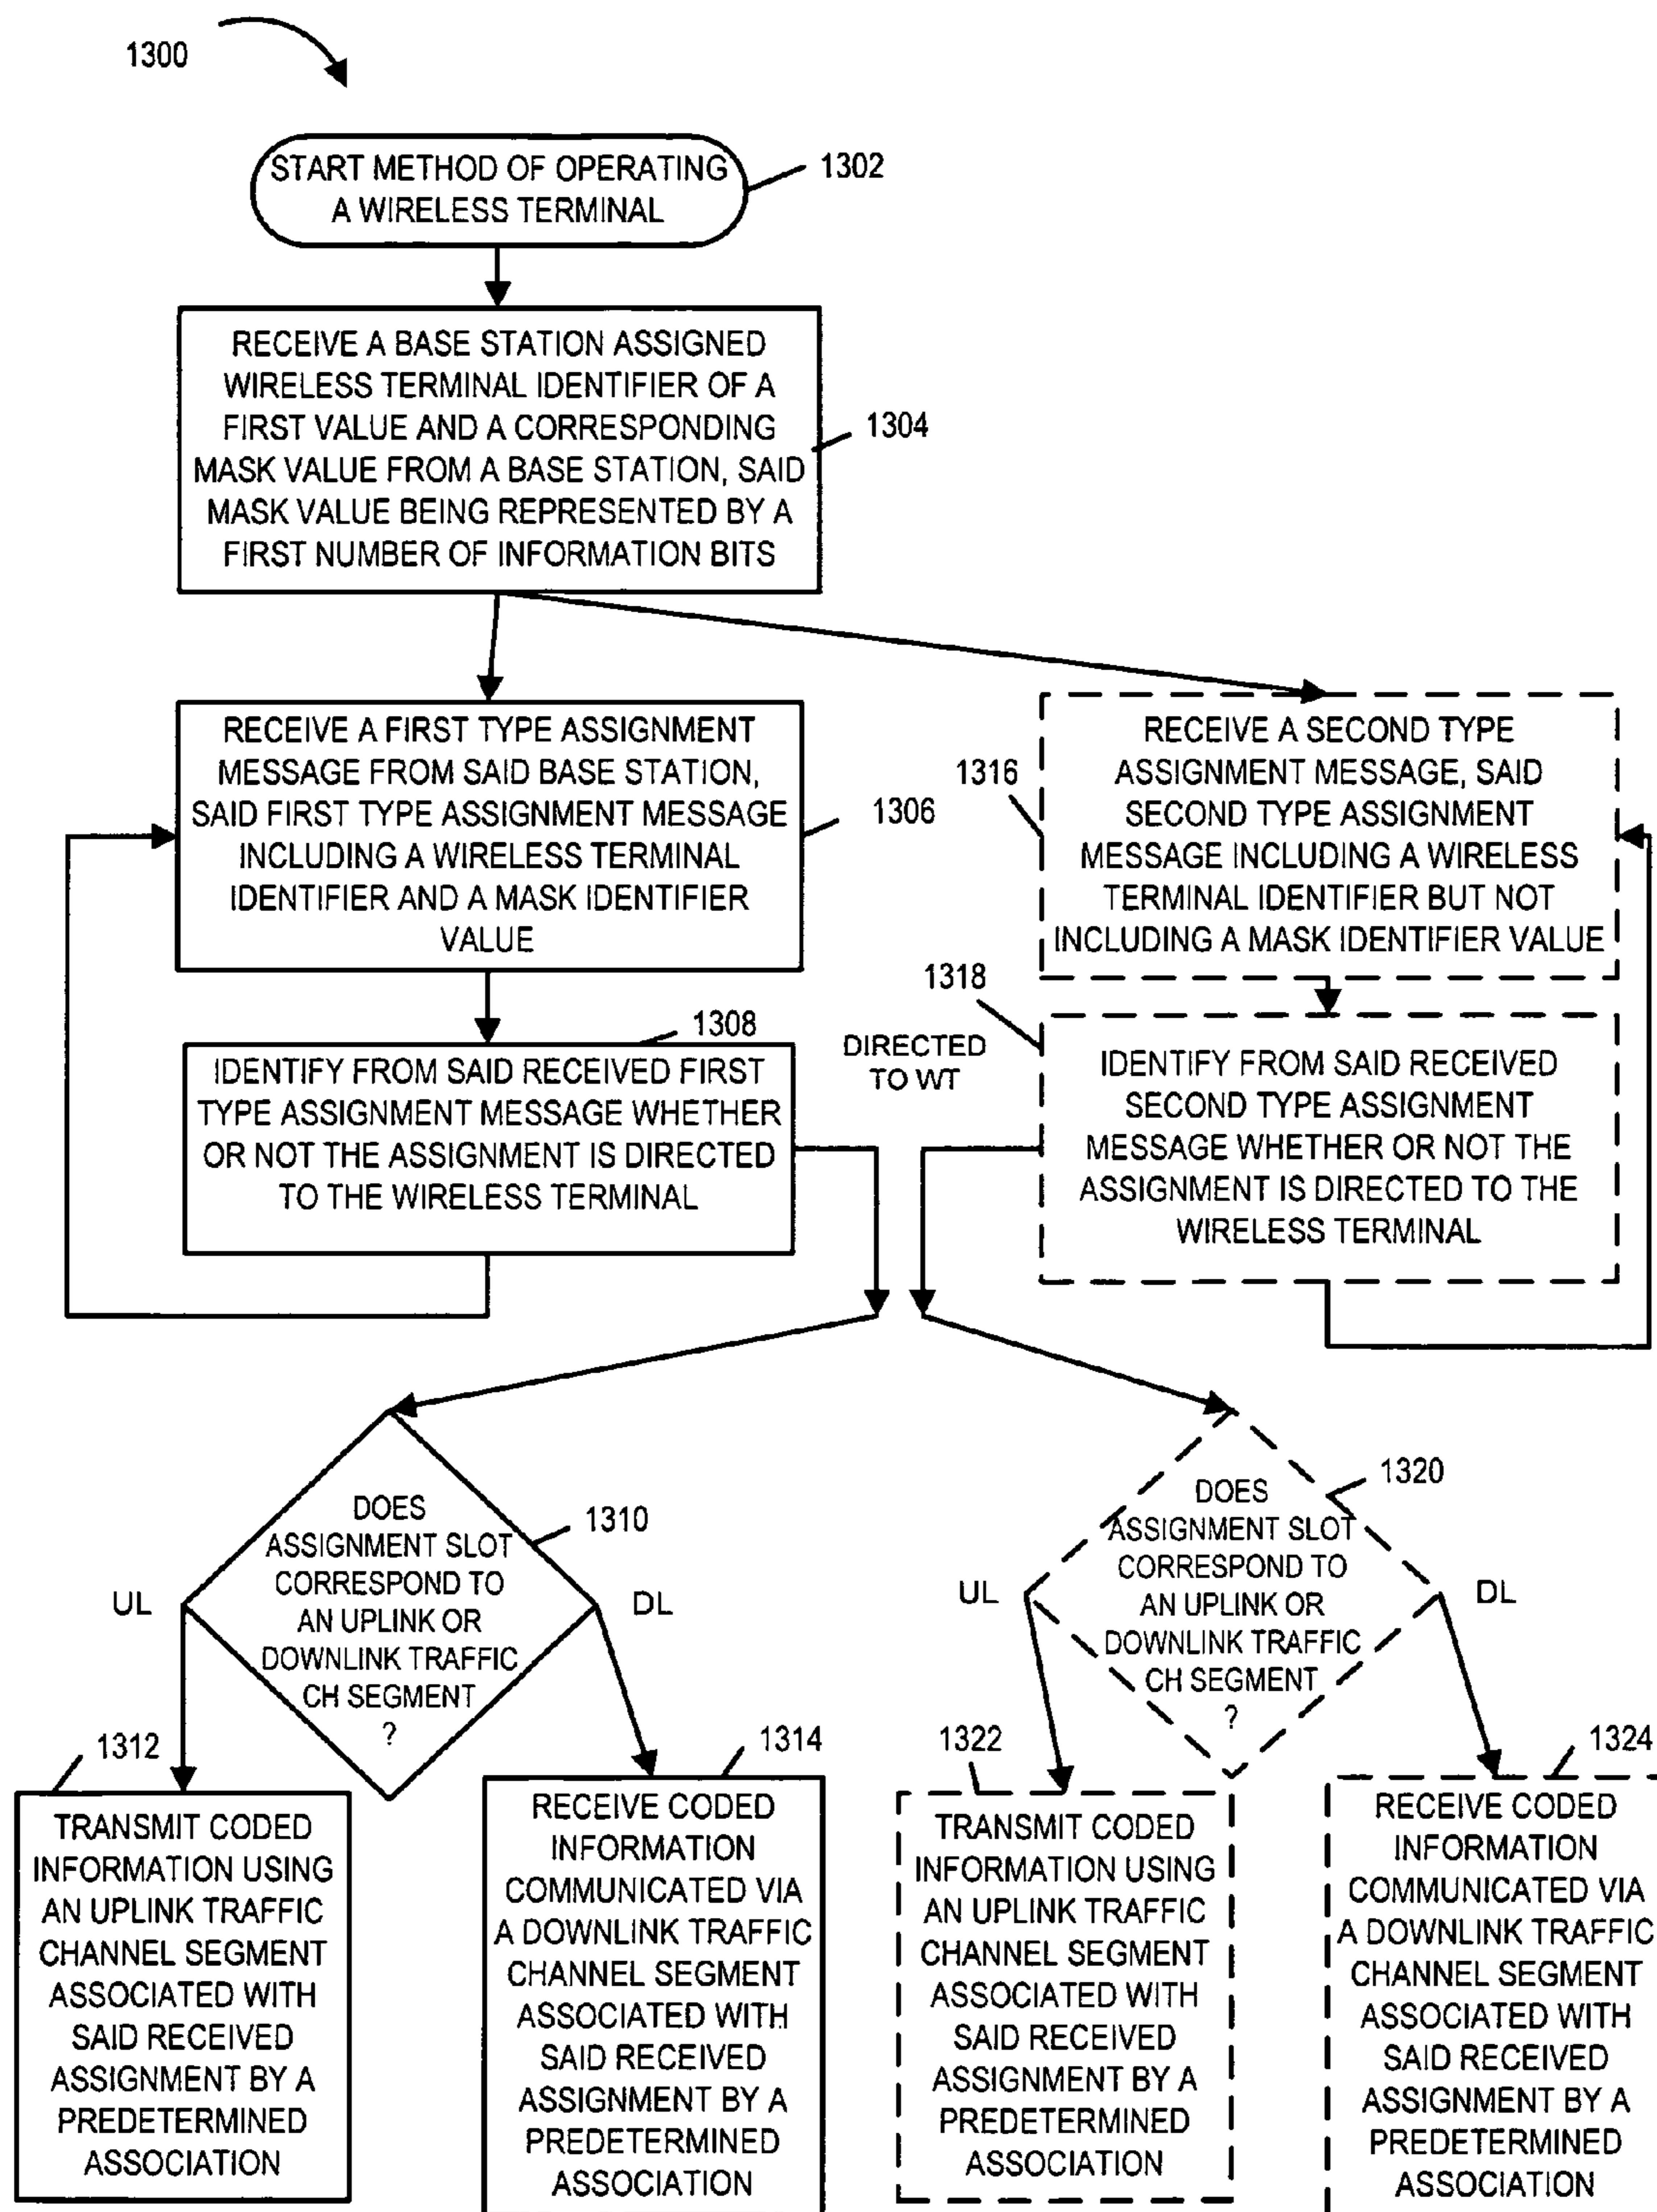 1300
START METHOD OF OPERATING
A WIRELESS TERMINAL
1302
RECEIVE A BASE STATION ASSIGNED
WIRELESS TERMINAL IDENTIFIER OF A
FIRST VALUE AND A CORRESPONDING
MASK VALUE FROM A BASE STATION, SAID
MASK VALUE BEING REPRESENTED BY A
FIRST NUMBER OF INFORMATION BITS
1304
RECEIVE A FIRST TYPE ASSIGNMENT
MESSAGE FROM SAID BASE STATION,
SAID FIRST TYPE ASSIGNMENT MESSAGE
INCLUDING A WIRELESS TERMINAL
IDENTIFIER AND A MASK IDENTIFIER
VALUE
1306
1316
RECEIVE A SECOND TYPE
ASSIGNMENT MESSAGE, SAID
SECOND TYPE ASSIGNMENT
MESSAGE INCLUDING A WIRELESS
TERMINAL IDENTIFIER BUT NOT
INCLUDING A MASK IDENTIFIER VALUE
1308
IDENTIFY FROM SAID RECEIVED FIRST
TYPE ASSIGNMENT MESSAGE WHETHER
OR NOT THE ASSIGNMENT IS DIRECTED
TO THE WIRELESS TERMINAL
DIRECTED
TO WT
1318
IDENTIFY FROM SAID RECEIVED
SECOND TYPE ASSIGNMENT
MESSAGE WHETHER OR NOT THE
ASSIGNMENT IS DIRECTED TO THE
WIRELESS TERMINAL
DOES
ASSIGNMENT SLOT
CORRESPOND TO
AN UPLINK OR
DOWNLINK TRAFFIC
CH SEGMENT
?
1310
UL
DL
DOES
ASSIGNMENT SLOT
CORRESPOND TO
AN UPLINK OR
DOWNLINK TRAFFIC
CH SEGMENT
?
1320
UL
DL
1312
TRANSMIT CODED
INFORMATION USING
AN UPLINK TRAFFIC
CHANNEL SEGMENT
ASSOCIATED WITH
SAID RECEIVED
ASSIGNMENT BY A
PREDETERMINED
ASSOCIATION
1314
RECEIVE CODED
INFORMATION
COMMUNICATED VIA
A DOWNLINK TRAFFIC
CHANNEL SEGMENT
ASSOCIATED WITH
SAID RECEIVED
ASSIGNMENT BY A
PREDETERMINED
ASSOCIATION
1322
TRANSMIT CODED
INFORMATION USING
AN UPLINK TRAFFIC
CHANNEL SEGMENT
ASSOCIATED WITH
SAID RECEIVED
ASSIGNMENT BY A
PREDETERMINED
ASSOCIATION
1324
RECEIVE CODED
INFORMATION
COMMUNICATED VIA
A DOWNLINK TRAFFIC
CHANNEL SEGMENT
ASSOCIATED WITH
SAID RECEIVED
ASSIGNMENT BY A
PREDETERMINED
ASSOCIATION